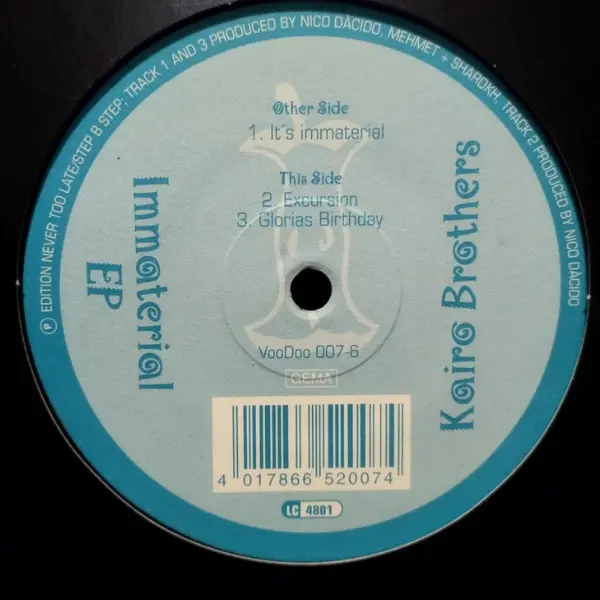 ℗ EDITION NEVER TOO LATE/STEP B STEP; TRACK 1 AND 3 PRODUCED BY NICO DACIDO, MEHMET + SHAROKH, TRACK 2 PRODUCED BY NICO DACIDO
Other Side
1. It's immaterial
This Side
2. Excursion
3. Glorias Birthday
Immaterial
EP
Kairo Brothers
VooDoo 007-6
GEMA
4 017866 520074
LC 4801